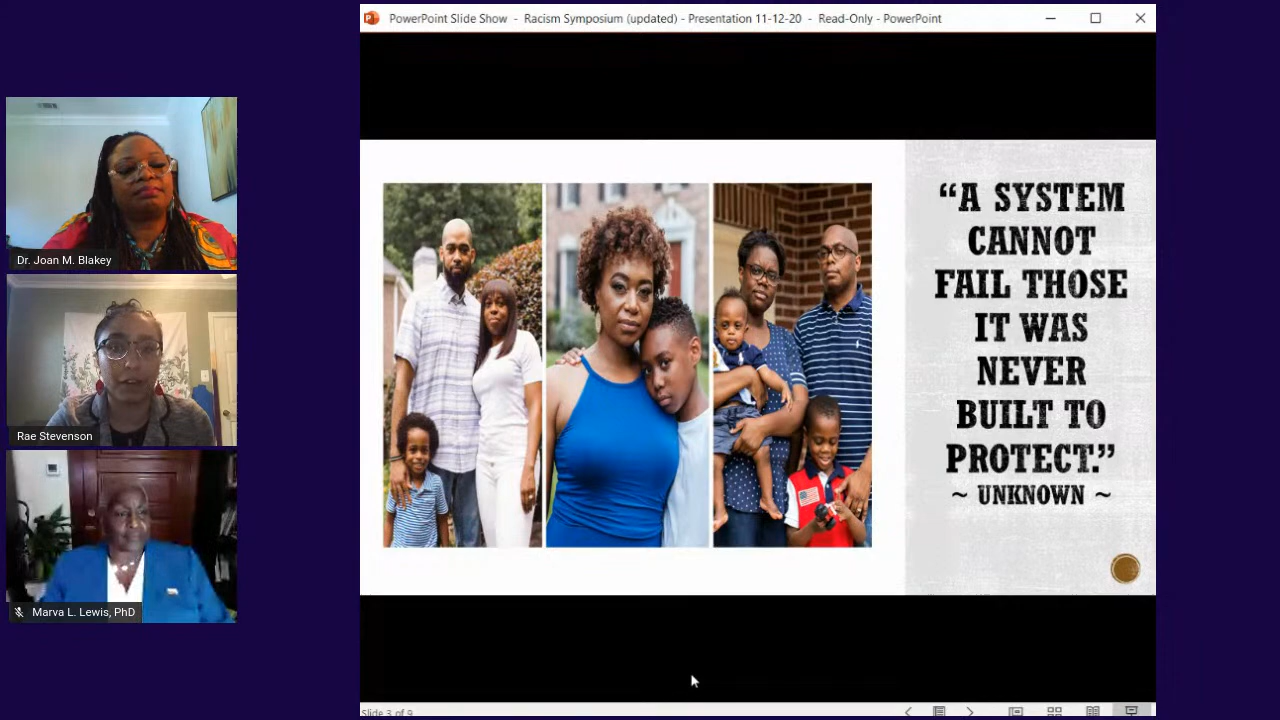 PowerPoint Slide Show - Racism Symposium (updated) - Presentation 11-12-20 - Read-Only - PowerPoint
Dr. Joan M. Blakey
Rae Stevenson
Marva L. Lewis, PhD
“A SYSTEM
CANNOT
FAIL THOSE
IT WAS
NEVER
BUILT TO
PROTECT.”
~ UNKNOWN ~
Slide 3 of 9